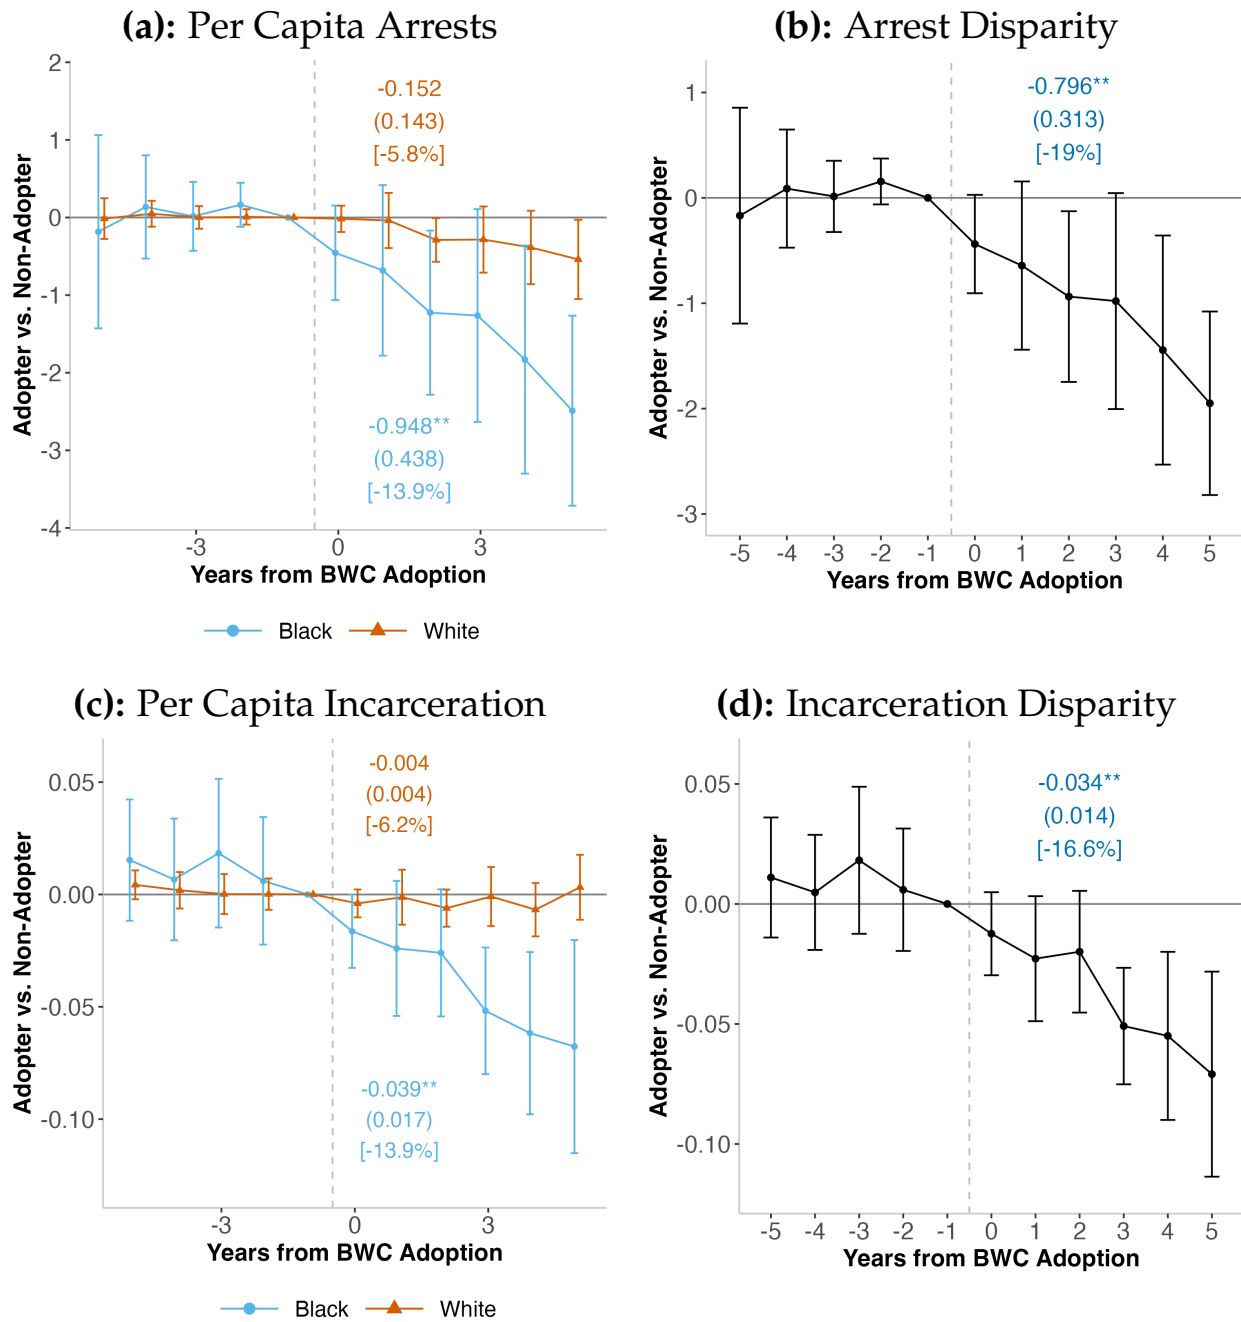 (a): Per Capita Arrests
2
1
0
-1
-2
-3
-4
Adopter vs. Non-Adopter
-0.152
(0.143)
[-5.8%]
-0.948**
(0.438)
[-13.9%]
-3
0
3
Years from BWC Adoption
Black
White
(b): Arrest Disparity
1
0
-1
-2
-3
Adopter vs. Non-Adopter
-0.796**
(0.313)
[-19%]
-5 -4 -3 -2 -1 0 1 2 3 4 5
Years from BWC Adoption
(c): Per Capita Incarceration
0.05
0.00
-0.05
-0.10
Adopter vs. Non-Adopter
-0.004
(0.004)
[-6.2%]
-0.039**
(0.017)
[-13.9%]
-3
0
3
Years from BWC Adoption
Black
White
(d): Incarceration Disparity
0.05
0.00
-0.05
-0.10
Adopter vs. Non-Adopter
-0.034**
(0.014)
[-16.6%]
-5 -4 -3 -2 -1 0 1 2 3 4 5
Years from BWC Adoption